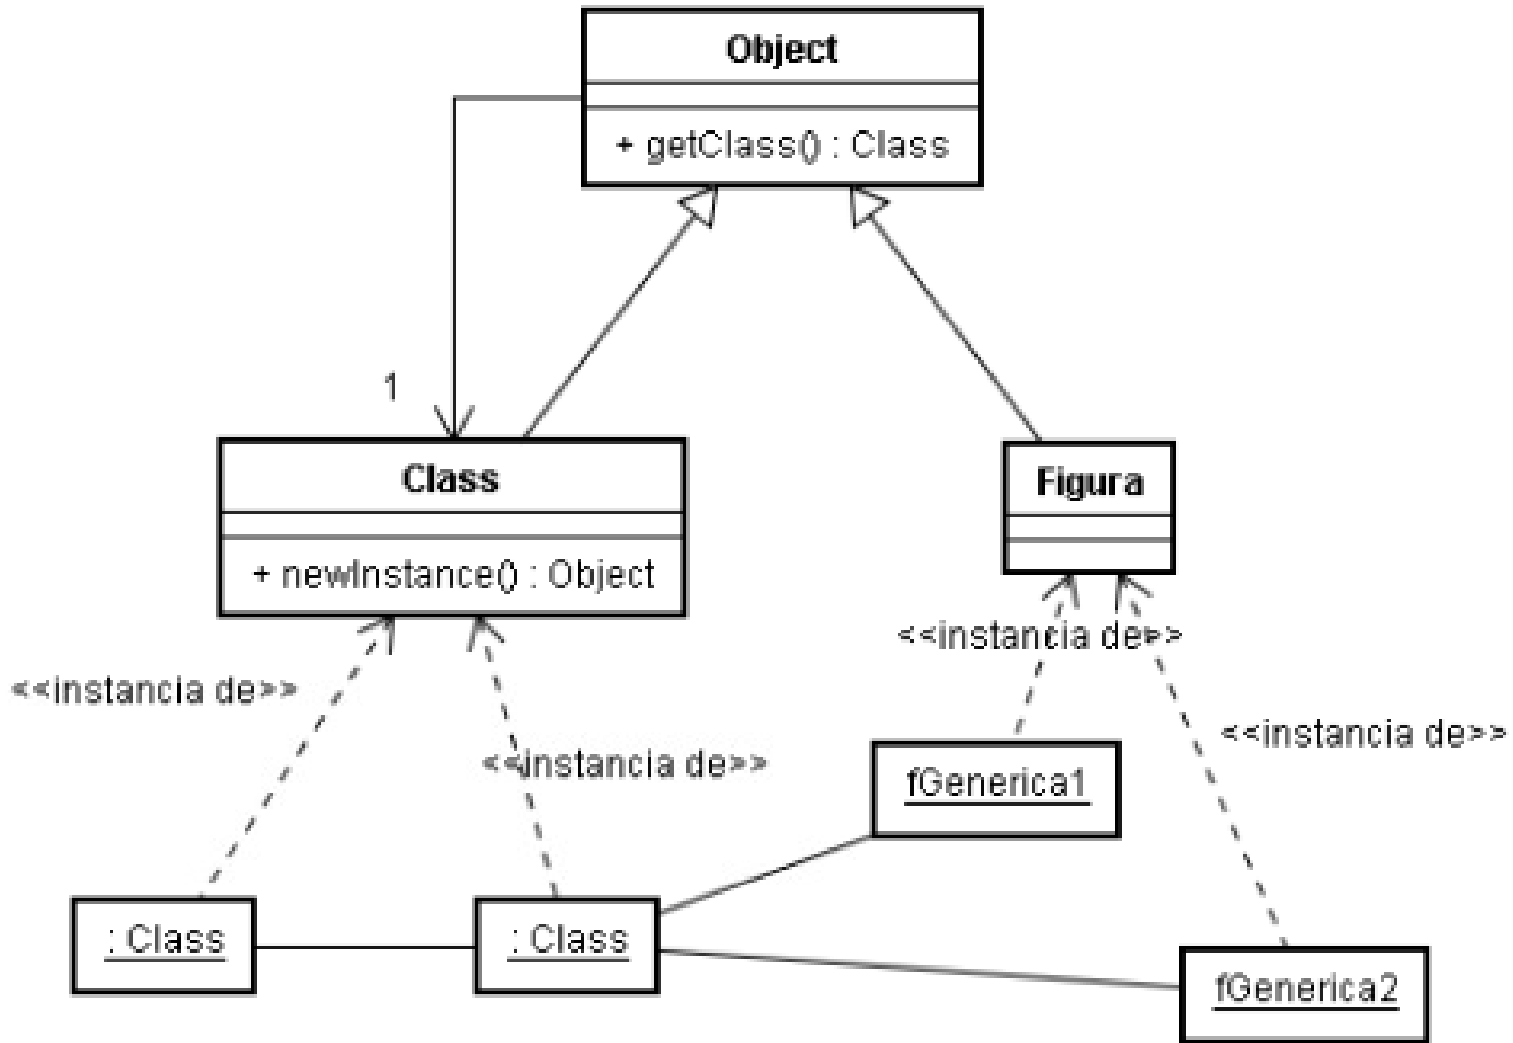 Object
+ getClass() : Class
1
Class
Figura
+ newInstance() : Object
<<instancia de>>
<<instancia de>>
<<instancia de>>
<<instancia de>>
fGenerica1
: Class
: Class
fGenerica2